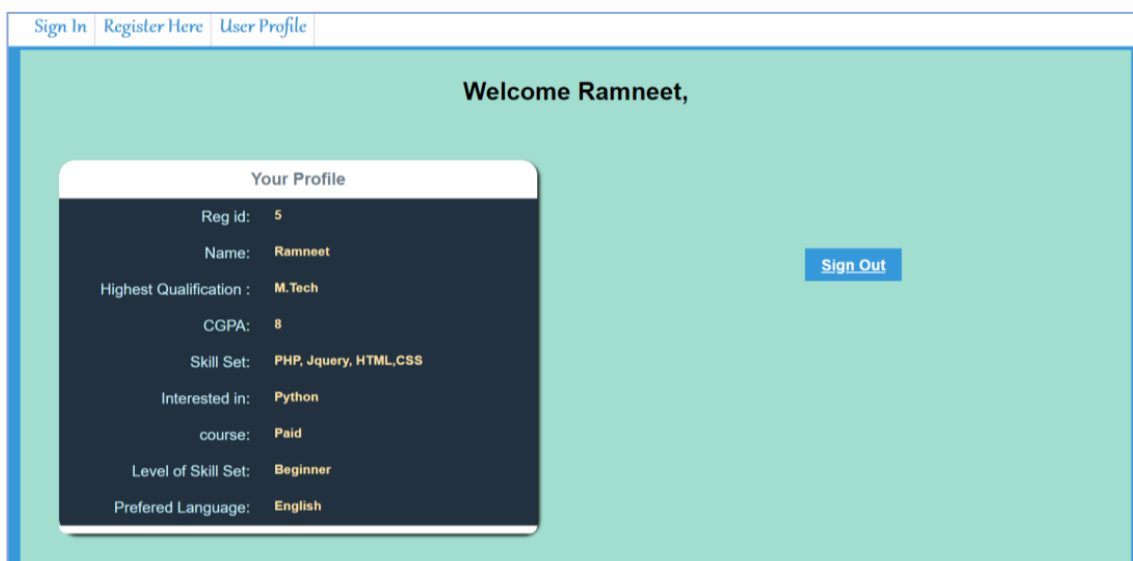 Sign In Register Here User Profile
Welcome Ramneet,
Your Profile
Reg id: 5
Name: Ramneet
Sign Out
Highest Qualification : M.Tech
CGPA: 8
Skill Set: PHP, Jquery, HTML,CSS
Interested in: Python
course: Paid
Level of Skill Set: Beginner
Prefered Language: English